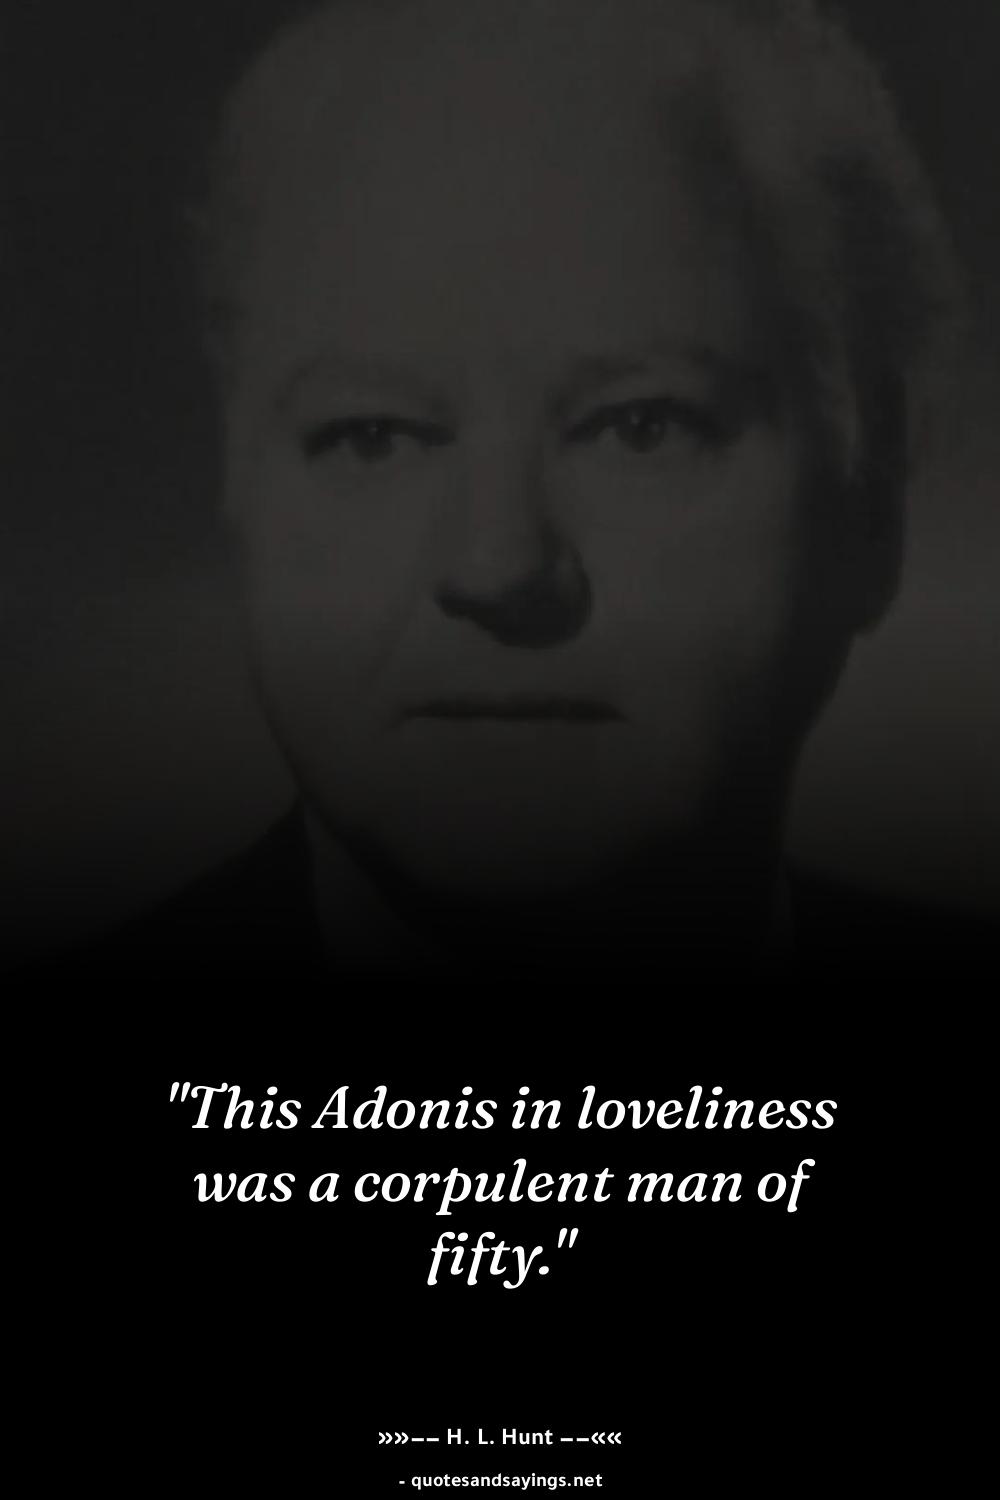 "This Adonis in loveliness
was a corpulent man of
fifty."
»»–– H. L. Hunt ––««
- quotesandsayings.net